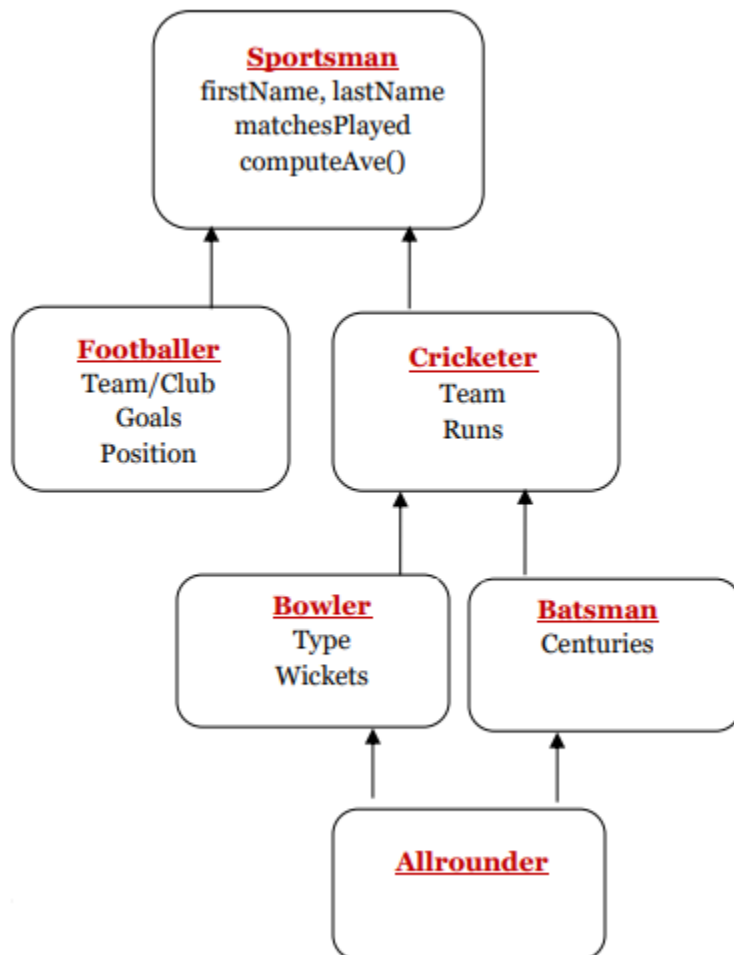 Sportsman
firstName, lastName
matchesPlayed
computeAve()
Footballer
Team/Club
Goals
Position
Cricketer
Team
Runs
Bowler
Type
Wickets
Batsman
Centuries
Allrounder